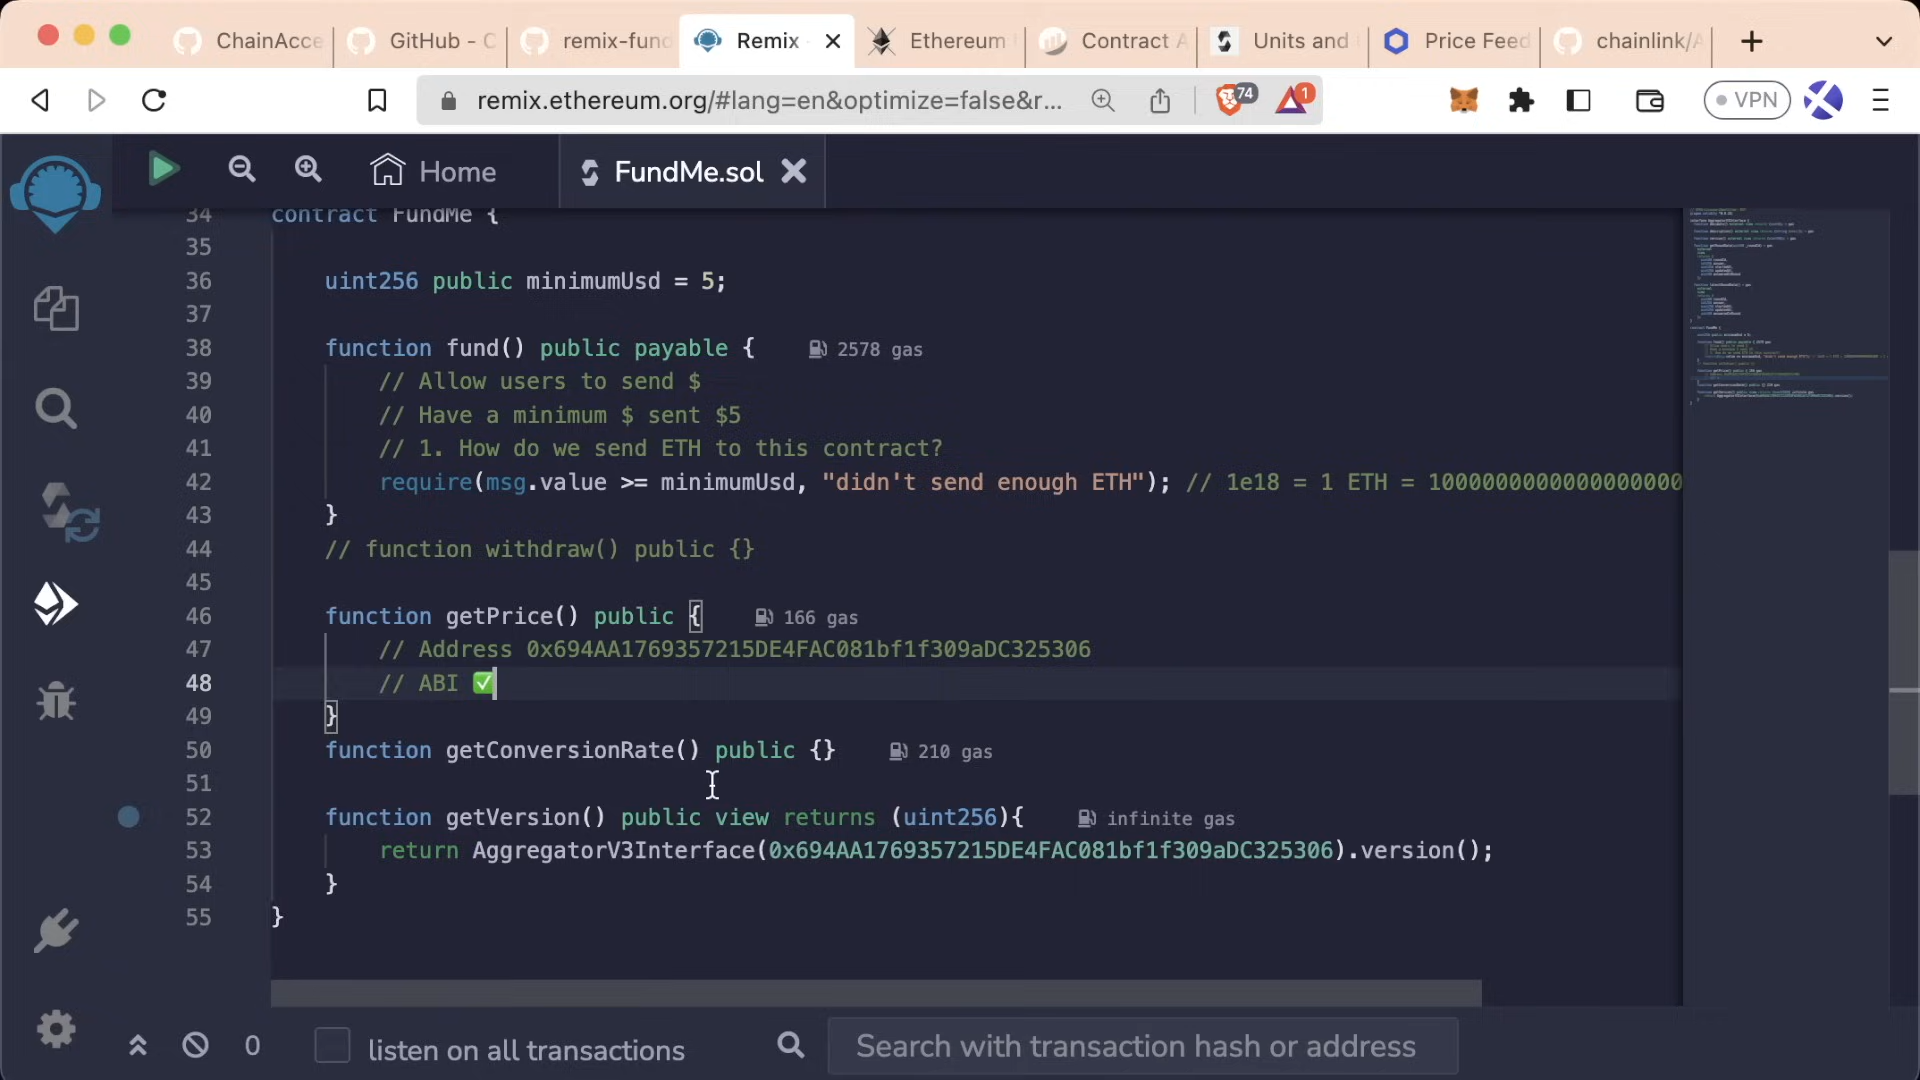 ChainAcce
GitHub - C
remix-fund
Remix
Ethereum
Contract A
Units and
Price Feed
chainlink/A
remix.ethereum.org/#lang=en&optimize=false&r...
74
1
VPN
Home
FundMe.sol
34 contract FundMe {
35
36 uint256 public minimumUsd = 5;
37
38 function fund() public payable { 2578 gas
39 // Allow users to send $
40 // Have a minimum $ sent $5
41 // 1. How do we send ETH to this contract?
42 require(msg.value >= minimumUsd, "didn't send enough ETH"); // 1e18 = 1 ETH = 1000000000000000000
43 }
44 // function withdraw() public {}
45
46 function getPrice() public { 166 gas
47 // Address 0x694AA1769357215DE4FAC081bf1f309aDC325306
48 // ABI ✅
49 }
50 function getConversionRate() public {} 210 gas
51
52 function getVersion() public view returns (uint256){ infinite gas
53 return AggregatorV3Interface(0x694AA1769357215DE4FAC081bf1f309aDC325306).version();
54 }
55 }
0
listen on all transactions
Search with transaction hash or address